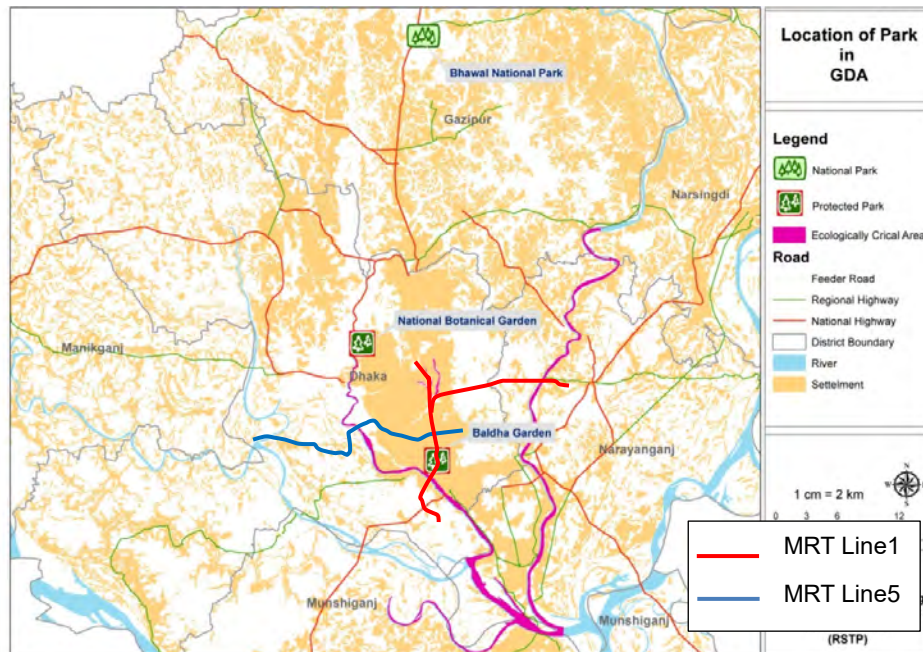 Bhawal National Park
Gazipur
Narsingdi
National Botanical Garden
Manikganj
Dhaka
Baldha Garden
Narayanganj
Munshiganj
Munshiganj
Location of Park
in
GDA
Legend
National Park
Protected Park
Ecologically Crical Area
Road
Feeder Road
Regional Highway
National Highway
District Boundary
River
Settelment
N
W
S
1 cm = 2 km
0 3 6 12
MRT Line1
MRT Line5
(RSTP)